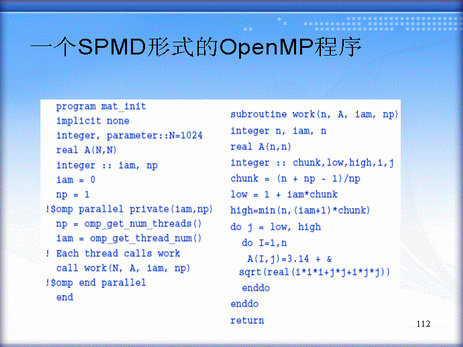 一个SPMD形式的OpenMP程序
program mat_init
implicit none
integer, parameter::N=1024
real A(N,N)
integer :: iam, np
iam = 0
np = 1
!$omp parallel private(iam,np)
np = omp_get_num_threads()
iam = omp_get_thread_num()
! Each thread calls work
call work(N, A, iam, np)
!$omp end parallel
end
subroutine work(n, A, iam, np)
integer n, iam, n
real A(n,n)
integer :: chunk,low,high,i,j
chunk = (n + np - 1)/np
low = 1 + iam*chunk
high=min(n,(iam+1)*chunk)
do j = low, high
do I=1,n
A(I,j)=3.14 + &
sqrt(real(i*i*i+j*j+i*j*j))
enddo
enddo
return
112